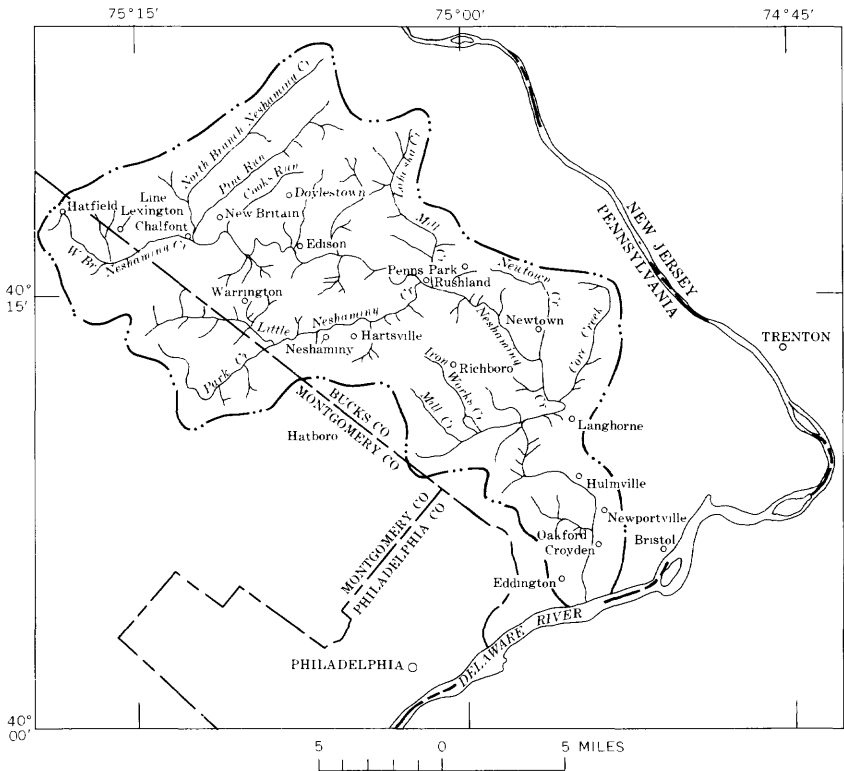 75°15'
75°00'
74°45'
North Branch Neshaming Cr
Pine Run
Cooks Run
Lahaska Cr
Doylestown
Line
Lexington
Hatfield
Chalfont
New Britain
Mill
Cr
W Br
Neshaming Cr
Edison
NEW JERSEY
PENNSYLVANIA
Penns Park
Rushland
Newtown
Cr
40°
15'
Warrington
Little
Neshaminy
Cr
Neshaminy
Hartsville
Neshaming
Cr
Newtown
Core Creek
TRENTON
Park Cr
Iron
Works Cr
Richboro
Mill Cr
BUCKS CO
MONTGOMERY CO
Hatboro
Langhorne
Hulmville
Newportville
MONTGOMERY CO
PHILADELPHIA CO
Oakford
Croyden
Bristol
Eddington
DELAWARE RIVER
PHILADELPHIA
40°
00'
5 0 5 MILES